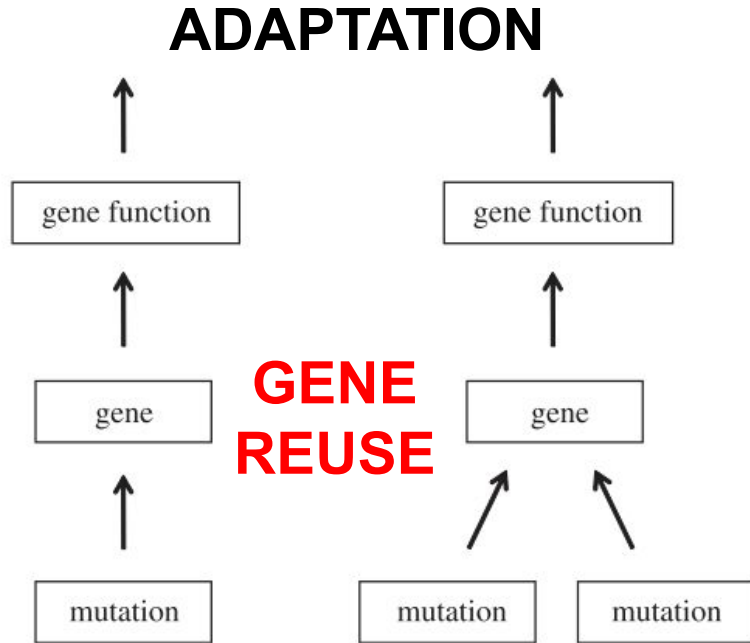 ADAPTATION
gene function
gene function
gene
GENE
REUSE
gene
mutation
mutation
mutation